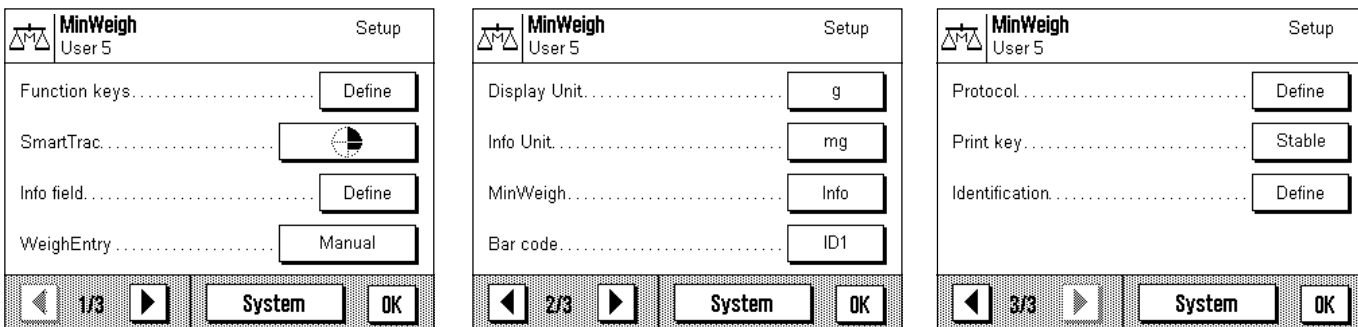 MinWeigh
User 5
Setup
Function keys....................... Define
SmartTrac......................
Info field............................. Define
WeighEntry.................... Manual
1/3
System
OK
MinWeigh
User 5
Setup
Display Unit......................... g
Info Unit............................. mg
MinWeigh........................... Info
Bar code............................ ID1
2/3
System
OK
MinWeigh
User 5
Setup
Protocol............................. Define
Print key............................ Stable
Identification......................... Define
3/3
System
OK